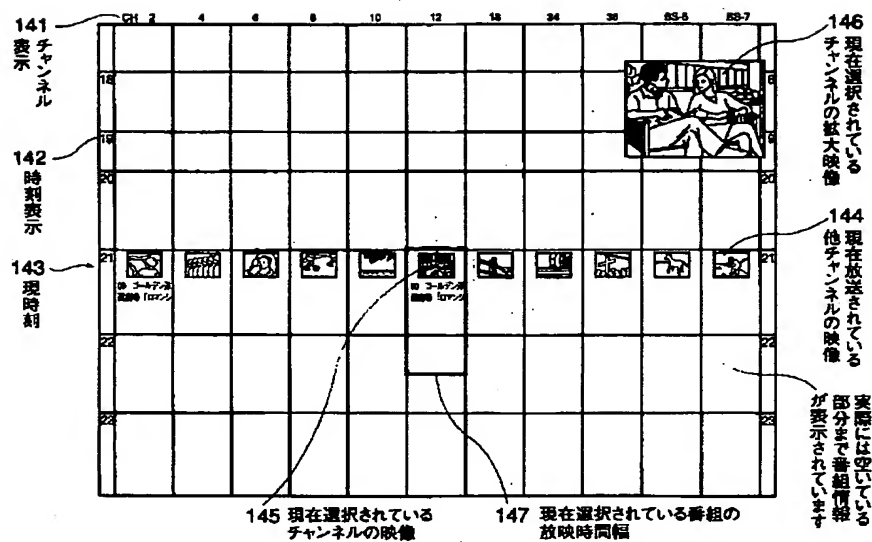 CH 2 4 6 8 10 12 18 34 36 BS-5 BS-7
141
チャンネル
表示
18
19
142
時刻表示
20
20
143
現時刻
21
21
22
22
23
23
146
現在選択されている
チャンネルの拡大映像
144
現在放送されている
他チャンネルの映像
実際には空いている
部分まで番組情報
が表示されています
145 現在選択されている
チャンネルの映像
147 現在選択されている番組の
放映時間幅